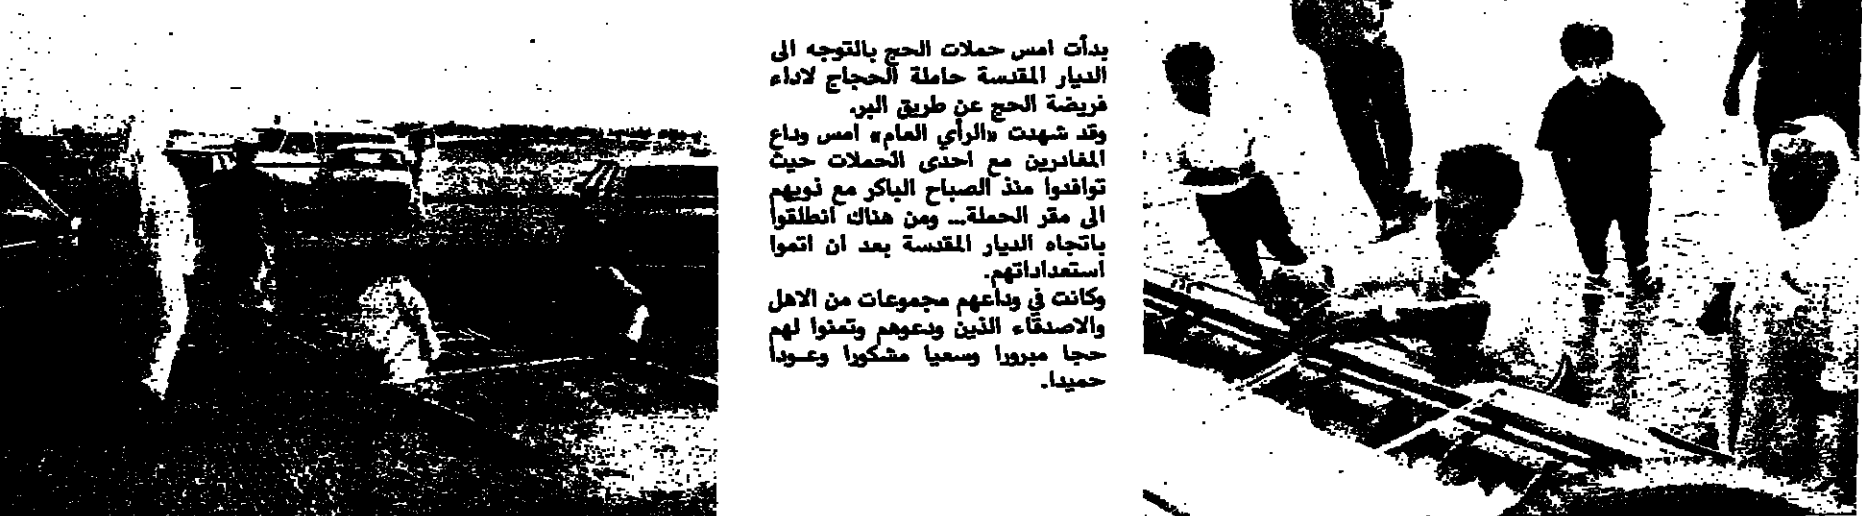 بدأت امس حملات الحج بالتوجه الى
الديار المقدسة حاملة الحجاج لاداء
فريضة الحج عن طريق البر.
وقد شهدت «الرأي العام» امس وداع
المغادرين مع احدى الحملات حيث
توافدوا منذ الصباح الباكر مع ذويهم
الى مقر الحملة... ومن هناك انطلقوا
باتجاه الديار المقدسة بعد ان اتموا
استعداداتهم.
وكانت في وداعهم مجموعات من الاهل
والاصدقاء الذين ودعوهم وتمنوا لهم
حجا مبرورا وسعيا مشكورا وعودا
حميدا.